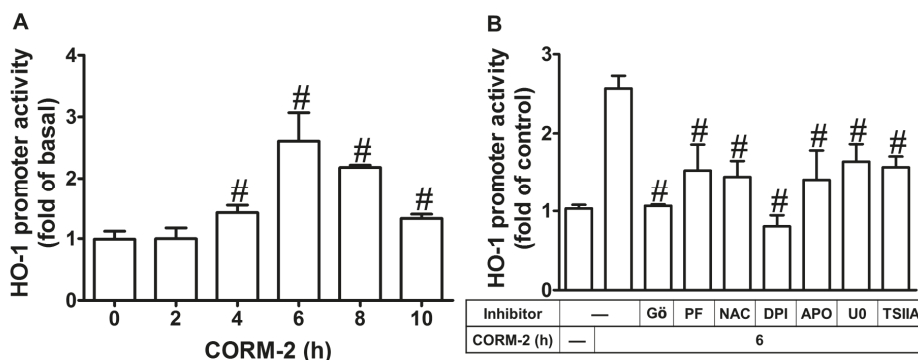 A
HO-1 promoter activity
(fold of basal)
4
3
2
1
0
#
#
#
#
0 2 4 6 8 10
CORM-2 (h)
B
HO-1 promoter activity
(fold of control)
3
2
1
0
# # # # # # #
Inhibitor — Gö PF NAC DPI APO U0 TSIIA
CORM-2 (h) — 6